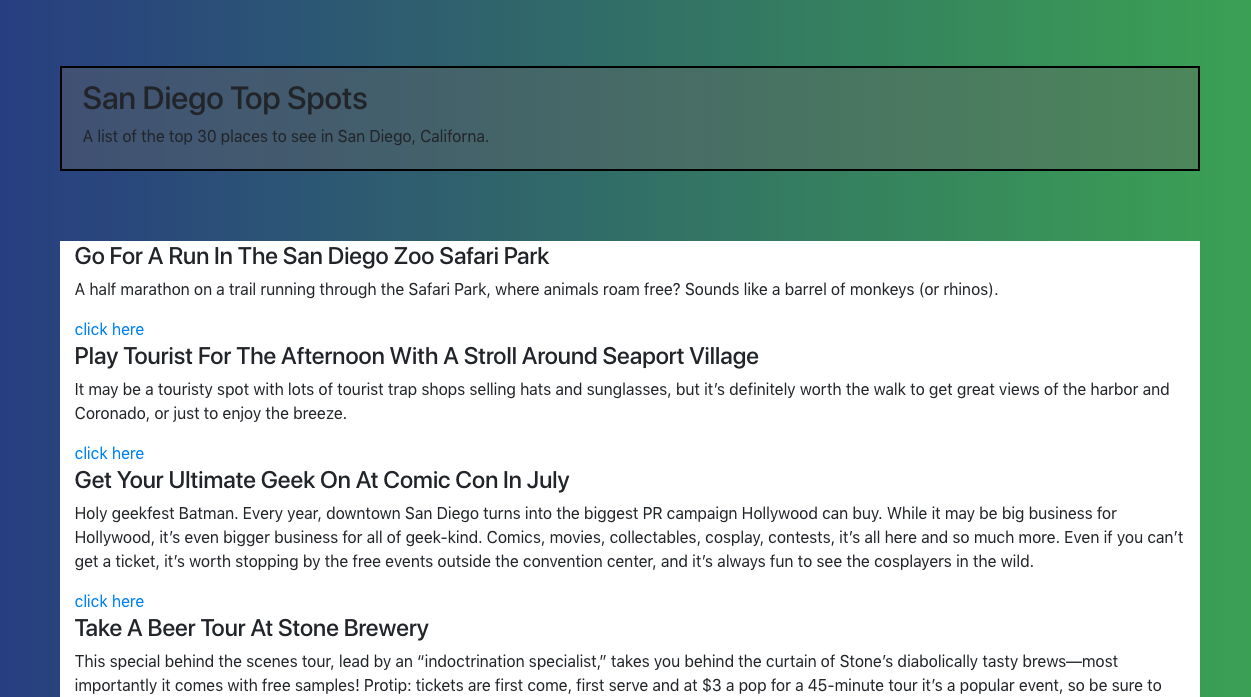 San Diego Top Spots
A list of the top 30 places to see in San Diego, Californa.
Go For A Run In The San Diego Zoo Safari Park
A half marathon on a trail running through the Safari Park, where animals roam free? Sounds like a barrel of monkeys (or rhinos).
click here
Play Tourist For The Afternoon With A Stroll Around Seaport Village
It may be a touristy spot with lots of tourist trap shops selling hats and sunglasses, but it’s definitely worth the walk to get great views of the harbor and
Coronado, or just to enjoy the breeze.
click here
Get Your Ultimate Geek On At Comic Con In July
Holy geekfest Batman. Every year, downtown San Diego turns into the biggest PR campaign Hollywood can buy. While it may be big business for
Hollywood, it’s even bigger business for all of geek-kind. Comics, movies, collectables, cosplay, contests, it’s all here and so much more. Even if you can’t
get a ticket, it’s worth stopping by the free events outside the convention center, and it’s always fun to see the cosplayers in the wild.
click here
Take A Beer Tour At Stone Brewery
This special behind the scenes tour, lead by an “indoctrination specialist,” takes you behind the curtain of Stone’s diabolically tasty brews—most
importantly it comes with free samples! Protip: tickets are first come, first serve and at $3 a pop for a 45-minute tour it’s a popular event, so be sure to